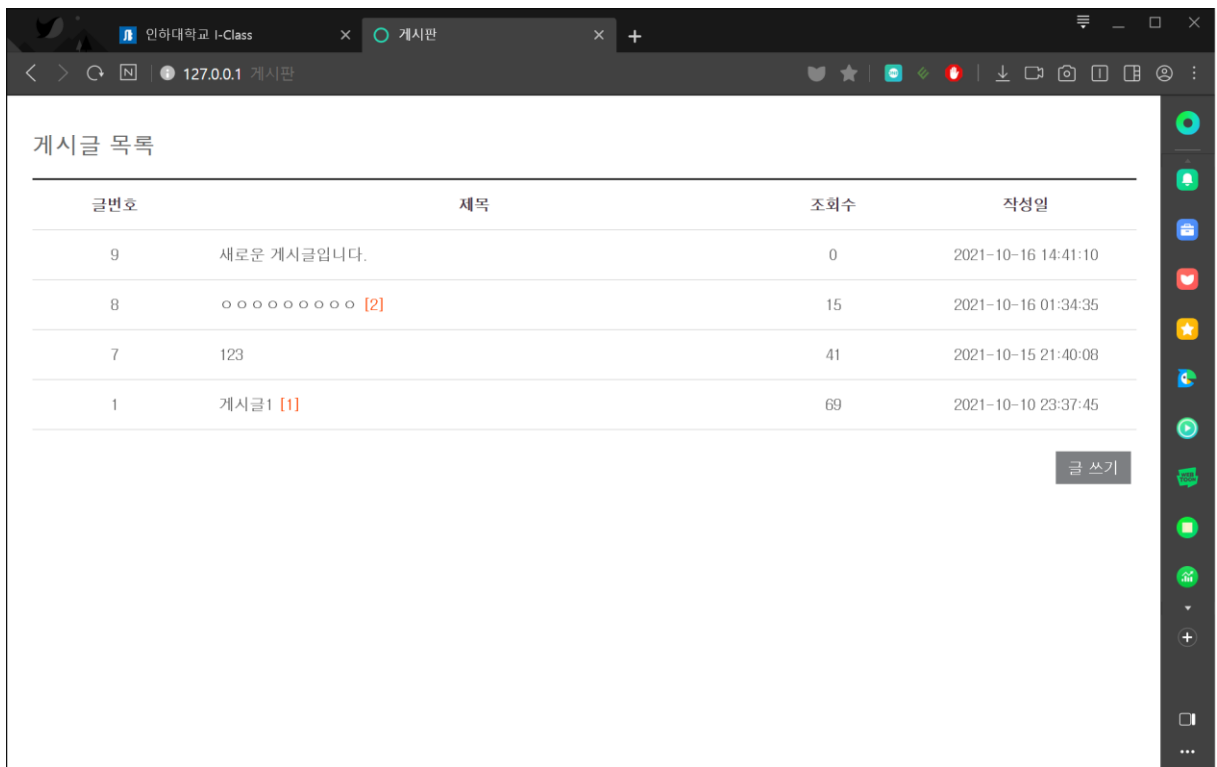 인하대학교 I-Class
게시판
127.0.0.1 게시판
게시글 목록
글번호 제목 조회수 작성일
9 새로운 게시글입니다. 0 2021-10-16 14:41:10
8 ㅇㅇㅇㅇㅇㅇㅇㅇㅇ [2] 15 2021-10-16 01:34:35
7 123 41 2021-10-15 21:40:08
1 게시글1 [1] 69 2021-10-10 23:37:45
글 쓰기